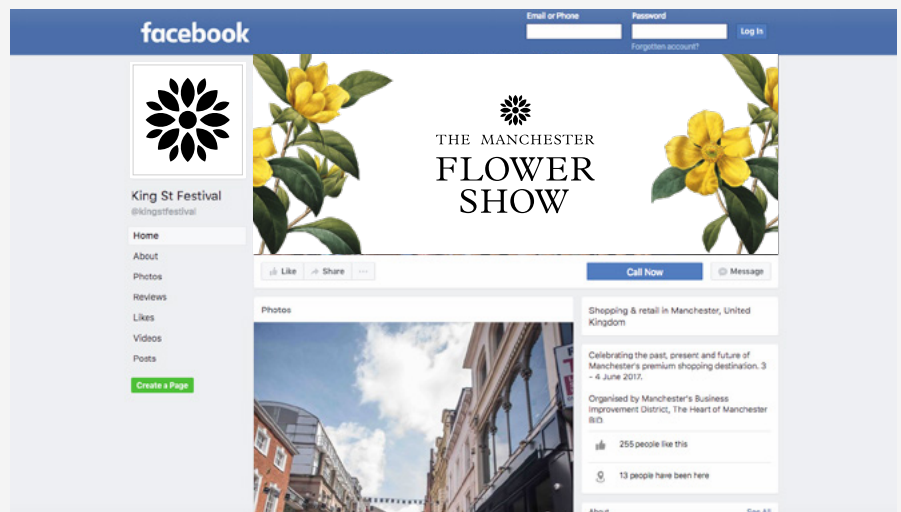 facebook
Email or Phone
Password
Log In
Forgotten account?
THE MANCHESTER
FLOWER
SHOW
King St Festival
@kingstfestival
Home
About
Photos
Reviews
Likes
Videos
Posts
Create a Page
Like
Share
Call Now
Message
Photos
Shopping & retail in Manchester, United
Kingdom
Celebrating the past, present and future of
Manchester's premium shopping destination. 3
- 4 June 2017.
Organised by Manchester's Business
Improvement District, The Heart of Manchester
BID.
255 people like this
13 people have been here
About
See All